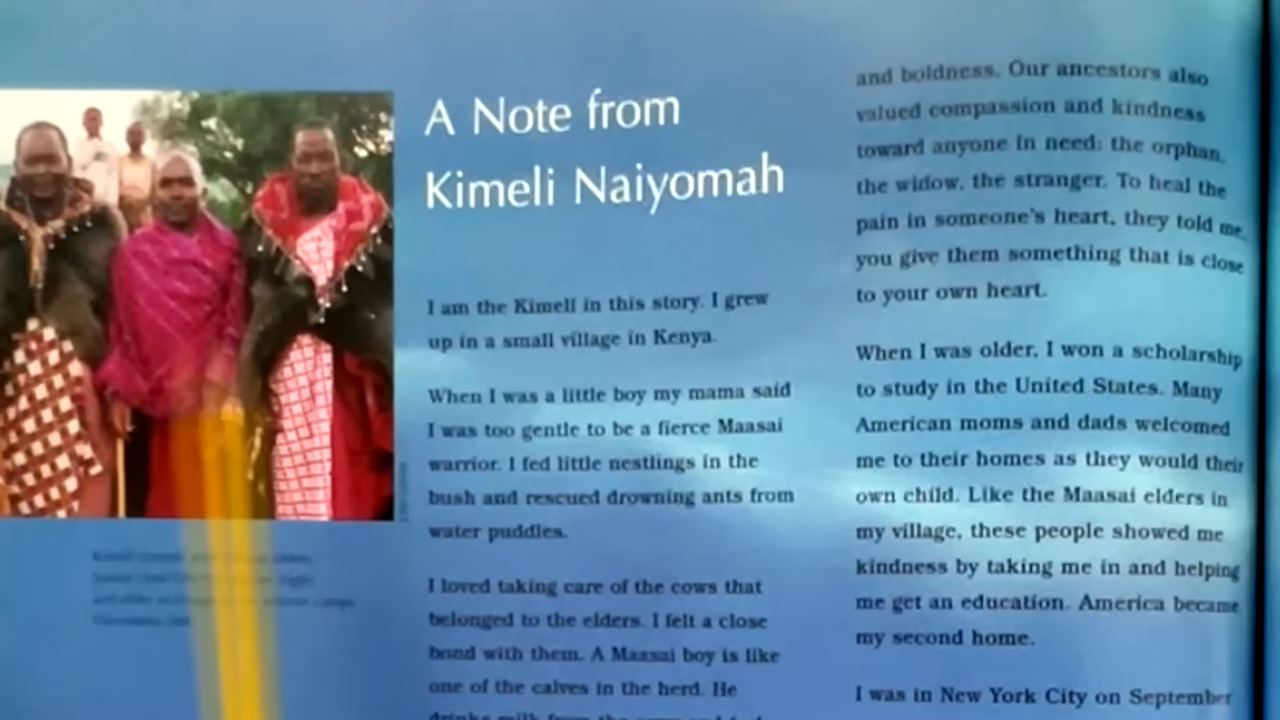 A Note from
Kimeli Naiyomah
I am the Kimeli in this story. I grew
up in a small village in Kenya.
When I was a little boy my mama said
I was too gentle to be a fierce Maasai
warrior. I fed little nestlings in the
bush and rescued drowning ants from
water puddles.
I loved taking care of the cows that
belonged to the elders. I felt a close
bond with them. A Maasai boy is like
one of the calves in the herd. He
drinks milk from the
and boldness. Our ancestors also
valued compassion and kindness
toward anyone in need: the orphan,
the widow, the stranger. To heal the
pain in someone's heart, they told me,
you give them something that is close
to your own heart.
When I was older, I won a scholarship
to study in the United States. Many
American moms and dads welcomed
me to their homes as they would their
own child. Like the Maasai elders in
my village, these people showed me
kindness by taking me in and helping
me get an education. America became
my second home.
I was in New York City on September